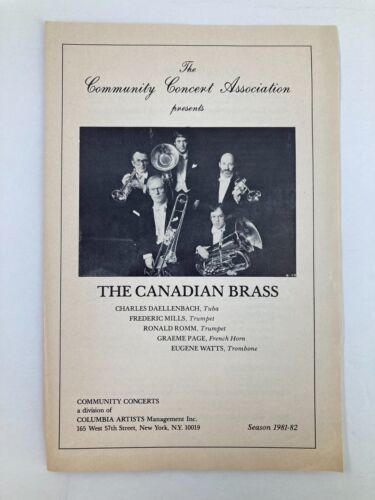 The
Community Concert Association
presents
THE CANADIAN BRASS
CHARLES DAELLENBACH, Tuba
FREDERIC MILLS, Trumpet
RONALD ROMM, Trumpet
GRAEME PAGE, French Horn
EUGENE WATTS, Trombone
COMMUNITY CONCERTS
a division of
COLUMBIA ARTISTS Management Inc.
165 West 57th Street, New York, N.Y. 10019
Season 1981-82